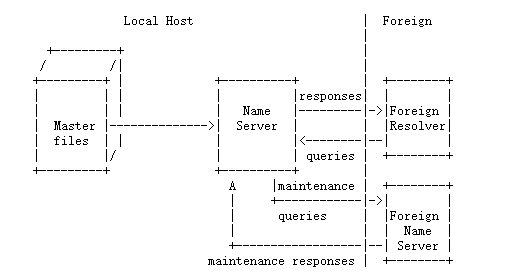 Local Host | Foreign
responses
Name
Server
Foreign
Resolver
Master
files
queries
A
maintenance
queries
Foreign
Name
Server
maintenance responses